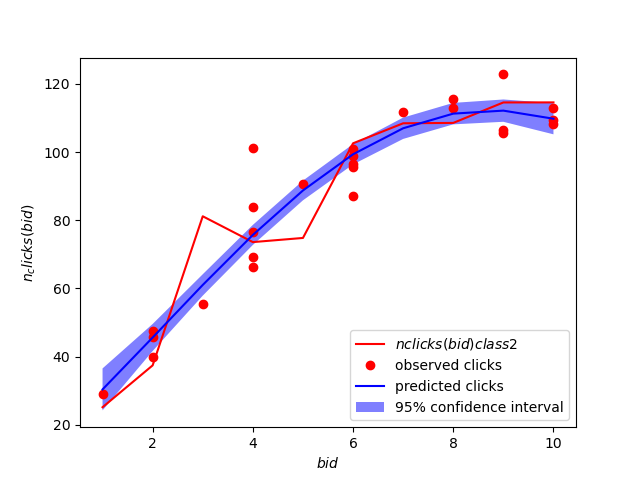 120
100
80
60
40
20
n_clicks(bid)
nclicks(bid)class2
observed clicks
predicted clicks
95% confidence interval
2
4
6
8
10
bid